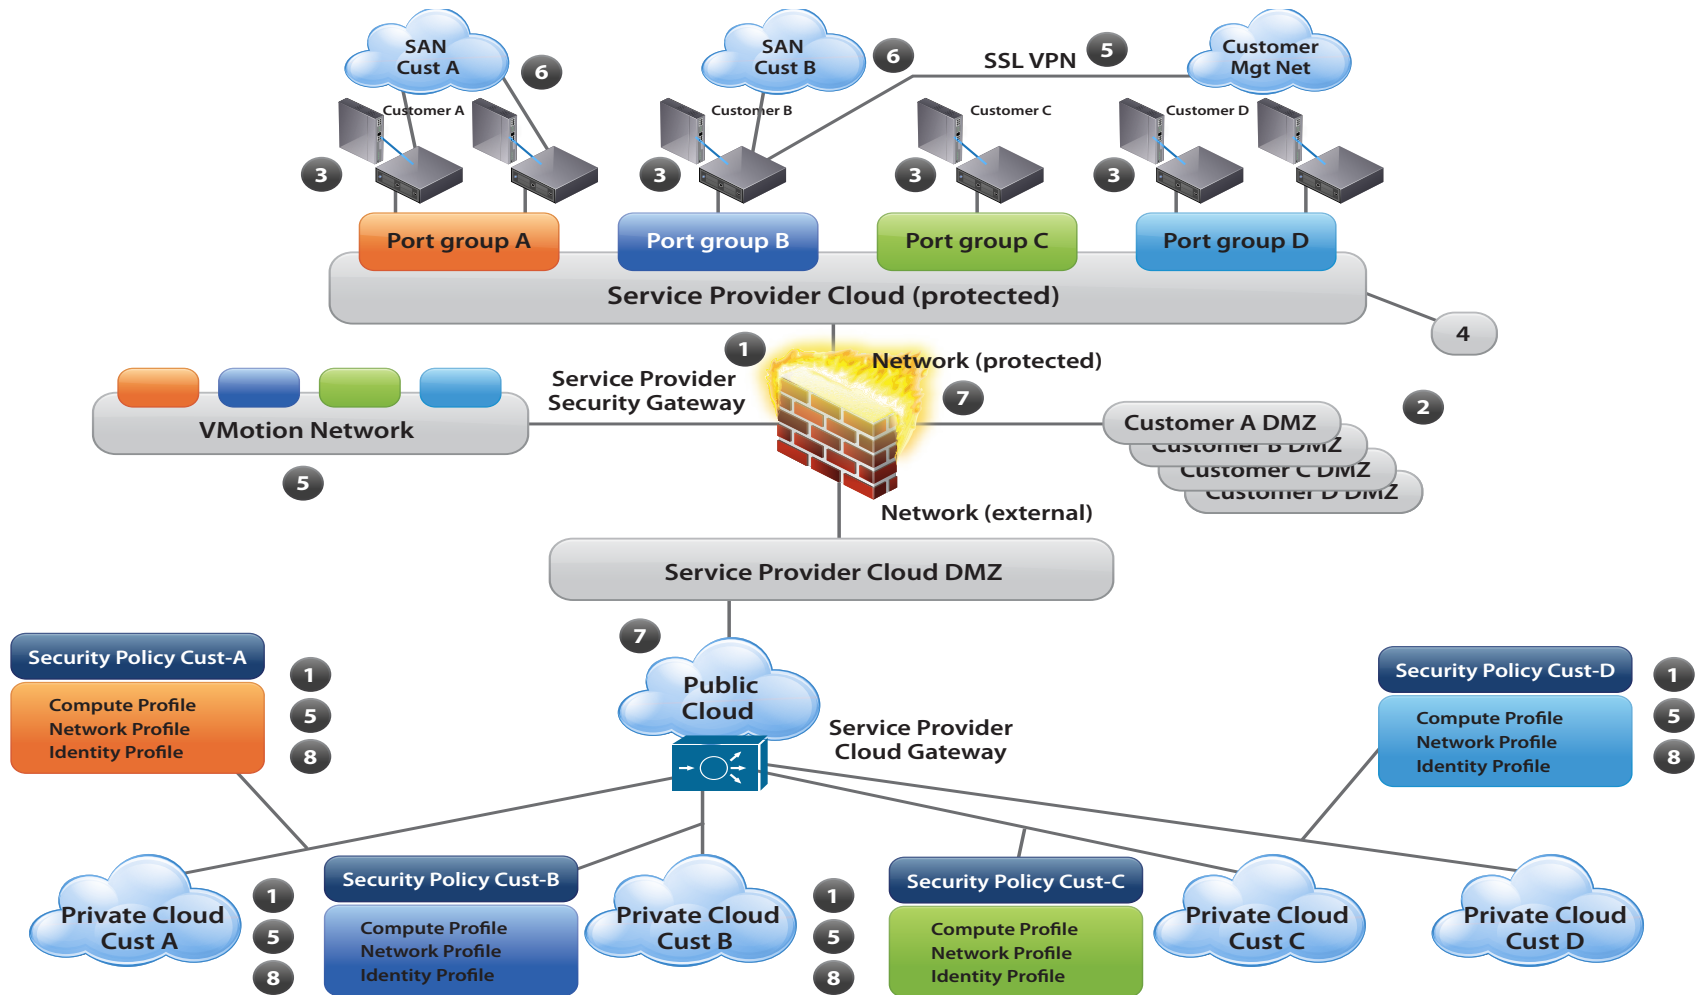 SAN
Cust A
6
SAN
Cust B
6
SSL VPN
5
Customer
Mgt Net
Customer A
Customer B
Customer C
Customer D
3
3
3
3
Port group A
Port group B
Port group C
Port group D
Service Provider Cloud (protected)
4
1
Network (protected)
Service Provider
Security Gateway
7
2
VMotion Network
5
Customer A DMZ
Customer B DMZ
Customer C DMZ
Customer D DMZ
Network (external)
Service Provider Cloud DMZ
7
Public
Cloud
Service Provider
Cloud Gateway
Security Policy Cust-A
Compute Profile
Network Profile
Identity Profile
1
5
8
Security Policy Cust-D
Compute Profile
Network Profile
Identity Profile
1
5
8
Private Cloud
Cust A
1
5
8
Security Policy Cust-B
Compute Profile
Network Profile
Identity Profile
Private Cloud
Cust B
1
5
8
Security Policy Cust-C
Compute Profile
Network Profile
Identity Profile
Private Cloud
Cust C
Private Cloud
Cust D